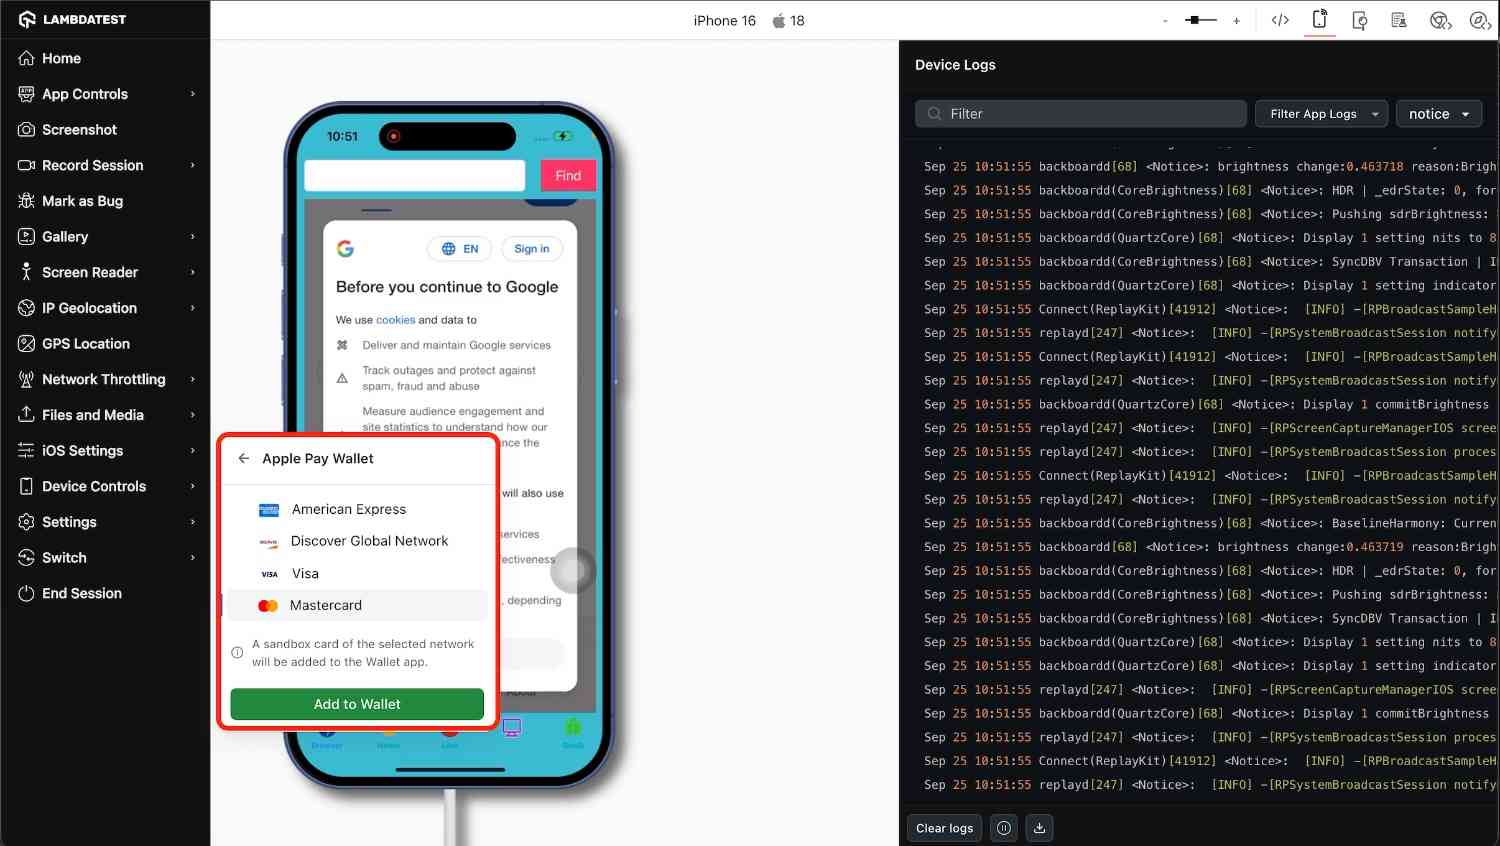 LAMBDATEST
iPhone 16 18
- +
Home
App Controls
Screenshot
Record Session
Mark as Bug
Gallery
Screen Reader
IP Geolocation
GPS Location
Network Throttling
Files and Media
iOS Settings
Device Controls
Settings
Switch
End Session
10:51
Find
EN
Sign in
Before you continue to Google
We use cookies and data to
Deliver and maintain Google services
Track outages and protect against
spam, fraud and abuse
Measure audience engagement and
site statistics to understand how our
nce the
will also use
services
ectiveness
, depending
About
Apple Pay Wallet
American Express
Discover Global Network
VISA Visa
Mastercard
A sandbox card of the selected network
will be added to the Wallet app.
Add to Wallet
Browser
Device Logs
Filter
Filter App Logs
notice
Sep 25 10:51:55 backboardd[68] <Notice>: brightness change:0.463718 reason:Brigh
Sep 25 10:51:55 backboardd(CoreBrightness)[68] <Notice>: HDR | _edrState: 0, for
Sep 25 10:51:55 backboardd(CoreBrightness)[68] <Notice>: Pushing sdrBrightness:
Sep 25 10:51:55 backboardd(QuartzCore)[68] <Notice>: Display 1 setting nits to 8
Sep 25 10:51:55 backboardd(CoreBrightness)[68] <Notice>: SyncDBV Transaction | I
Sep 25 10:51:55 backboardd(QuartzCore)[68] <Notice>: Display 1 setting indicator
Sep 25 10:51:55 Connect(ReplayKit)[41912] <Notice>: [INFO] -[RPBroadcastSampleH
Sep 25 10:51:55 replayd[247] <Notice>: [INFO] -[RPSystemBroadcastSession notify
Sep 25 10:51:55 Connect(ReplayKit)[41912] <Notice>: [INFO] -[RPBroadcastSampleH
Sep 25 10:51:55 replayd[247] <Notice>: [INFO] -[RPSystemBroadcastSession notify
Sep 25 10:51:55 backboardd(QuartzCore)[68] <Notice>: Display 1 commitBrightness
Sep 25 10:51:55 replayd[247] <Notice>: [INFO] -[RPScreenCaptureManagerIOS scree
Sep 25 10:51:55 replayd[247] <Notice>: [INFO] -[RPSystemBroadcastSession proces
Sep 25 10:51:55 Connect(ReplayKit)[41912] <Notice>: [INFO] -[RPBroadcastSampleH
Sep 25 10:51:55 replayd[247] <Notice>: [INFO] -[RPSystemBroadcastSession notify
Sep 25 10:51:55 backboardd(CoreBrightness)[68] <Notice>: BaselineHarmony: Curren
Sep 25 10:51:55 backboardd[68] <Notice>: brightness change:0.463719 reason:Brigh
Sep 25 10:51:55 backboardd(CoreBrightness)[68] <Notice>: HDR | _edrState: 0, for
Sep 25 10:51:55 backboardd(CoreBrightness)[68] <Notice>: Pushing sdrBrightness:
Sep 25 10:51:55 backboardd(CoreBrightness)[68] <Notice>: SyncDBV Transaction | I
Sep 25 10:51:55 backboardd(QuartzCore)[68] <Notice>: Display 1 setting nits to 8
Sep 25 10:51:55 backboardd(QuartzCore)[68] <Notice>: Display 1 setting indicator
Sep 25 10:51:55 replayd[247] <Notice>: [INFO] -[RPScreenCaptureManagerIOS scree
Sep 25 10:51:55 backboardd(QuartzCore)[68] <Notice>: Display 1 commitBrightness
Sep 25 10:51:55 replayd[247] <Notice>: [INFO] -[RPSystemBroadcastSession proces
Sep 25 10:51:55 Connect(ReplayKit)[41912] <Notice>: [INFO] -[RPBroadcastSampleH
Sep 25 10:51:55 replayd[247] <Notice>: [INFO] -[RPSystemBroadcastSession notify
Clear logs